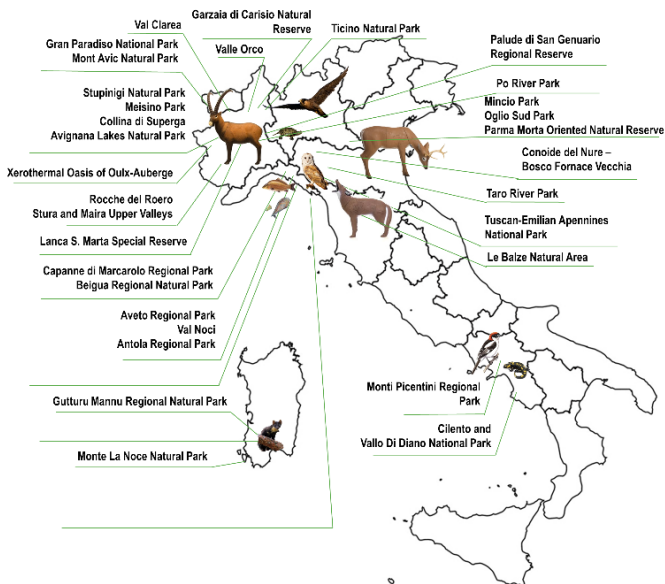 Val Clarea
Gran Paradiso National Park
Mont Avic Natural Park
Garzaia di Carisio Natural
Reserve
Valle Orco
Ticino Natural Park
Stupinigi Natural Park
Meisino Park
Collina di Superga
Avignana Lakes Natural Park
Xerothermal Oasis of Oulx-Auberge
Rocche del Roero
Stura and Maira Upper Valleys
Lanca S. Marta Special Reserve
Capanne di Marcarolo Regional Park
Beigua Regional Natural Park
Aveto Regional Park
Val Noci
Antola Regional Park
Gutturu Mannu Regional Natural Park
Monte La Noce Natural Park
Palude di San Genuario
Regional Reserve
Po River Park
Mincio Park
Oglio Sud Park
Parma Morta Oriented Natural Reserve
Conoide del Nure –
Bosco Fornace Vecchia
Taro River Park
Tuscan-Emilian Apennines
National Park
Le Balze Natural Area
Monti Picentini Regional
Park
Cilento and
Vallo Di Diano National Park